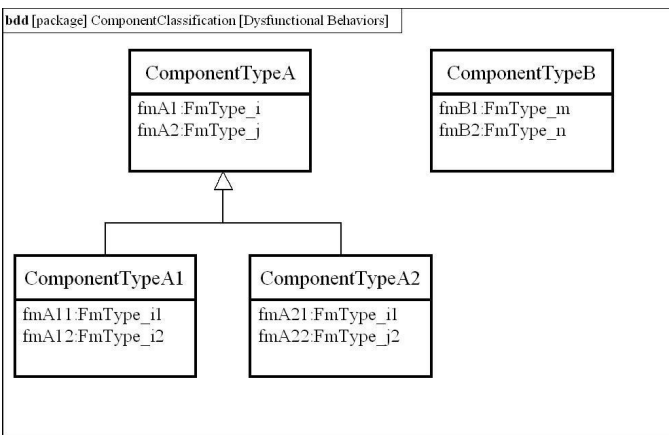 bdd [package] ComponentClassification [Dysfunctional Behaviors]
ComponentTypeA
fmA1:FmType_i
fmA2:FmType_j
ComponentTypeB
fmB1:FmType_m
fmB2:FmType_n
ComponentTypeA1
fmA11:FmType_i1
fmA12:FmType_i2
ComponentTypeA2
fmA21:FmType_i1
fmA22:FmType_j2